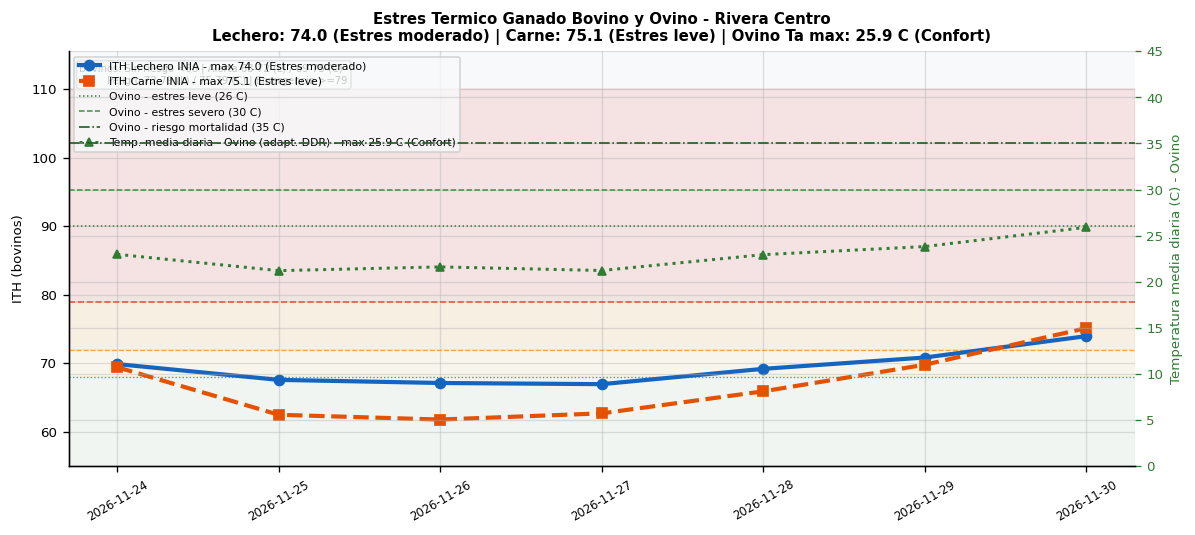 Estres Termico Ganado Bovino y Ovino - Rivera Centro
Lechero: 74.0 (Estres moderado) | Carne: 75.1 (Estres leve) | Ovino Ta max: 25.9 C (Confort)
ITH Lechero INIA - max 74.0 (Estres moderado)
ITH Carne INIA - max 75.1 (Estres leve)
Ovino - estres leve (26 C)
Ovino - estres severo (30 C)
Ovino - riesgo mortalidad (35 C)
Temp. media diaria - Ovino (adapt. DDR) - max 25.9 C (Confort)
>=79
ITH (bovinos)
110
100
90
80
70
60
45
40
35
30
25
20
15
10
5
0
Temperatura media diaria (C) - Ovino
2026-11-24
2026-11-25
2026-11-26
2026-11-27
2026-11-28
2026-11-29
2026-11-30